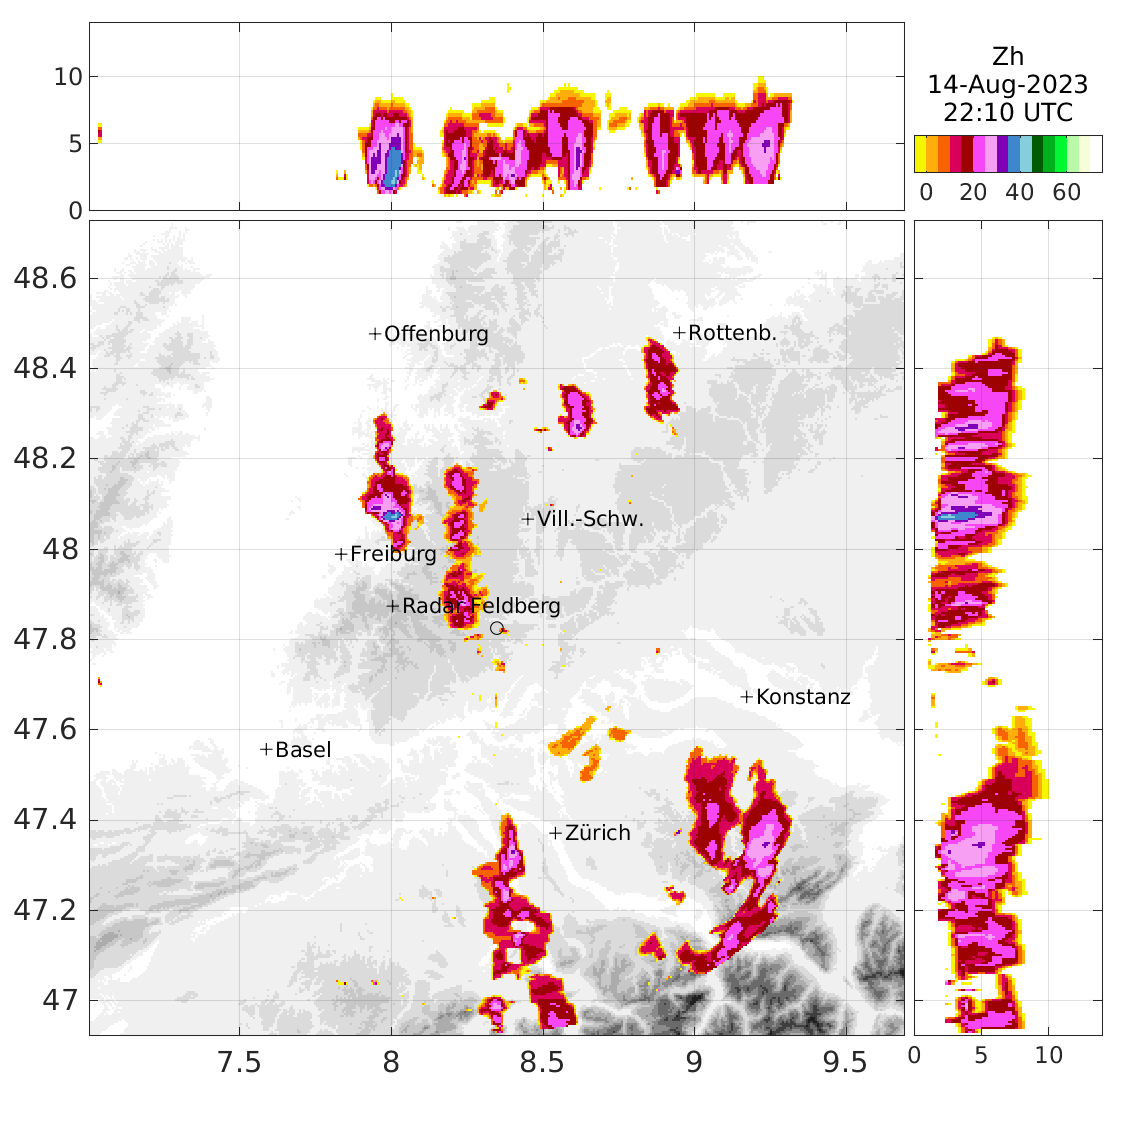 10
5
0
Zh
14-Aug-2023
22:10 UTC
0 20 40 60
48.6
48.4
48.2
48
47.8
47.6
47.4
47.2
47
+Offenburg
+Rottenb.
+Vill.-Schw.
+Freiburg
+Radar Feldberg
+Konstanz
+Basel
+Zürich
7.5 8 8.5 9 9.5
0 5 10